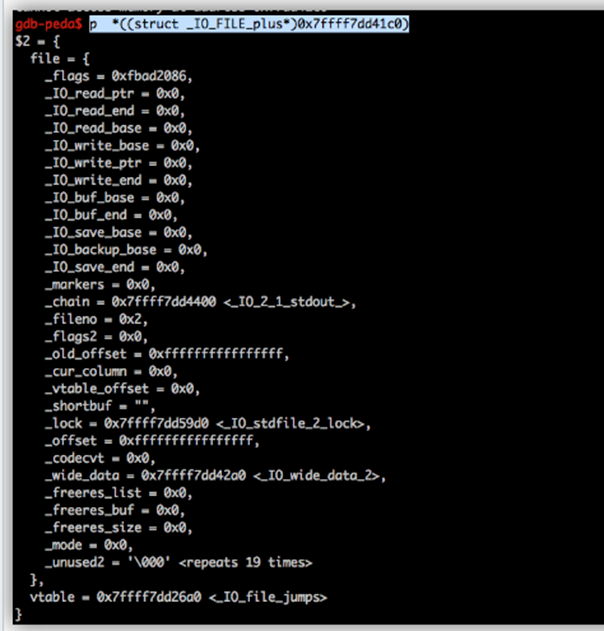 gdb-peda$ p  *((struct _IO_FILE_plus*)0x7ffff7dd41c0)
$2 = {
  file = {
    _flags = 0xfbad2086,
    _IO_read_ptr = 0x0,
    _IO_read_end = 0x0,
    _IO_read_base = 0x0,
    _IO_write_base = 0x0,
    _IO_write_ptr = 0x0,
    _IO_write_end = 0x0,
    _IO_buf_base = 0x0,
    _IO_buf_end = 0x0,
    _IO_save_base = 0x0,
    _IO_backup_base = 0x0,
    _IO_save_end = 0x0,
    _markers = 0x0,
    _chain = 0x7ffff7dd4400 <_IO_2_1_stdout_>,
    _fileno = 0x2,
    _flags2 = 0x0,
    _old_offset = 0xffffffffffffffff,
    _cur_column = 0x0,
    _vtable_offset = 0x0,
    _shortbuf = "",
    _lock = 0x7ffff7dd59d0 <_IO_stdfile_2_lock>,
    _offset = 0xffffffffffffffff,
    _codecvt = 0x0,
    _wide_data = 0x7ffff7dd42a0 <_IO_wide_data_2>,
    _freeres_list = 0x0,
    _freeres_buf = 0x0,
    _freeres_size = 0x0,
    _mode = 0x0,
    _unused2 = '\000' <repeats 19 times>
  },
  vtable = 0x7ffff7dd26a0 <_IO_file_jumps>
}